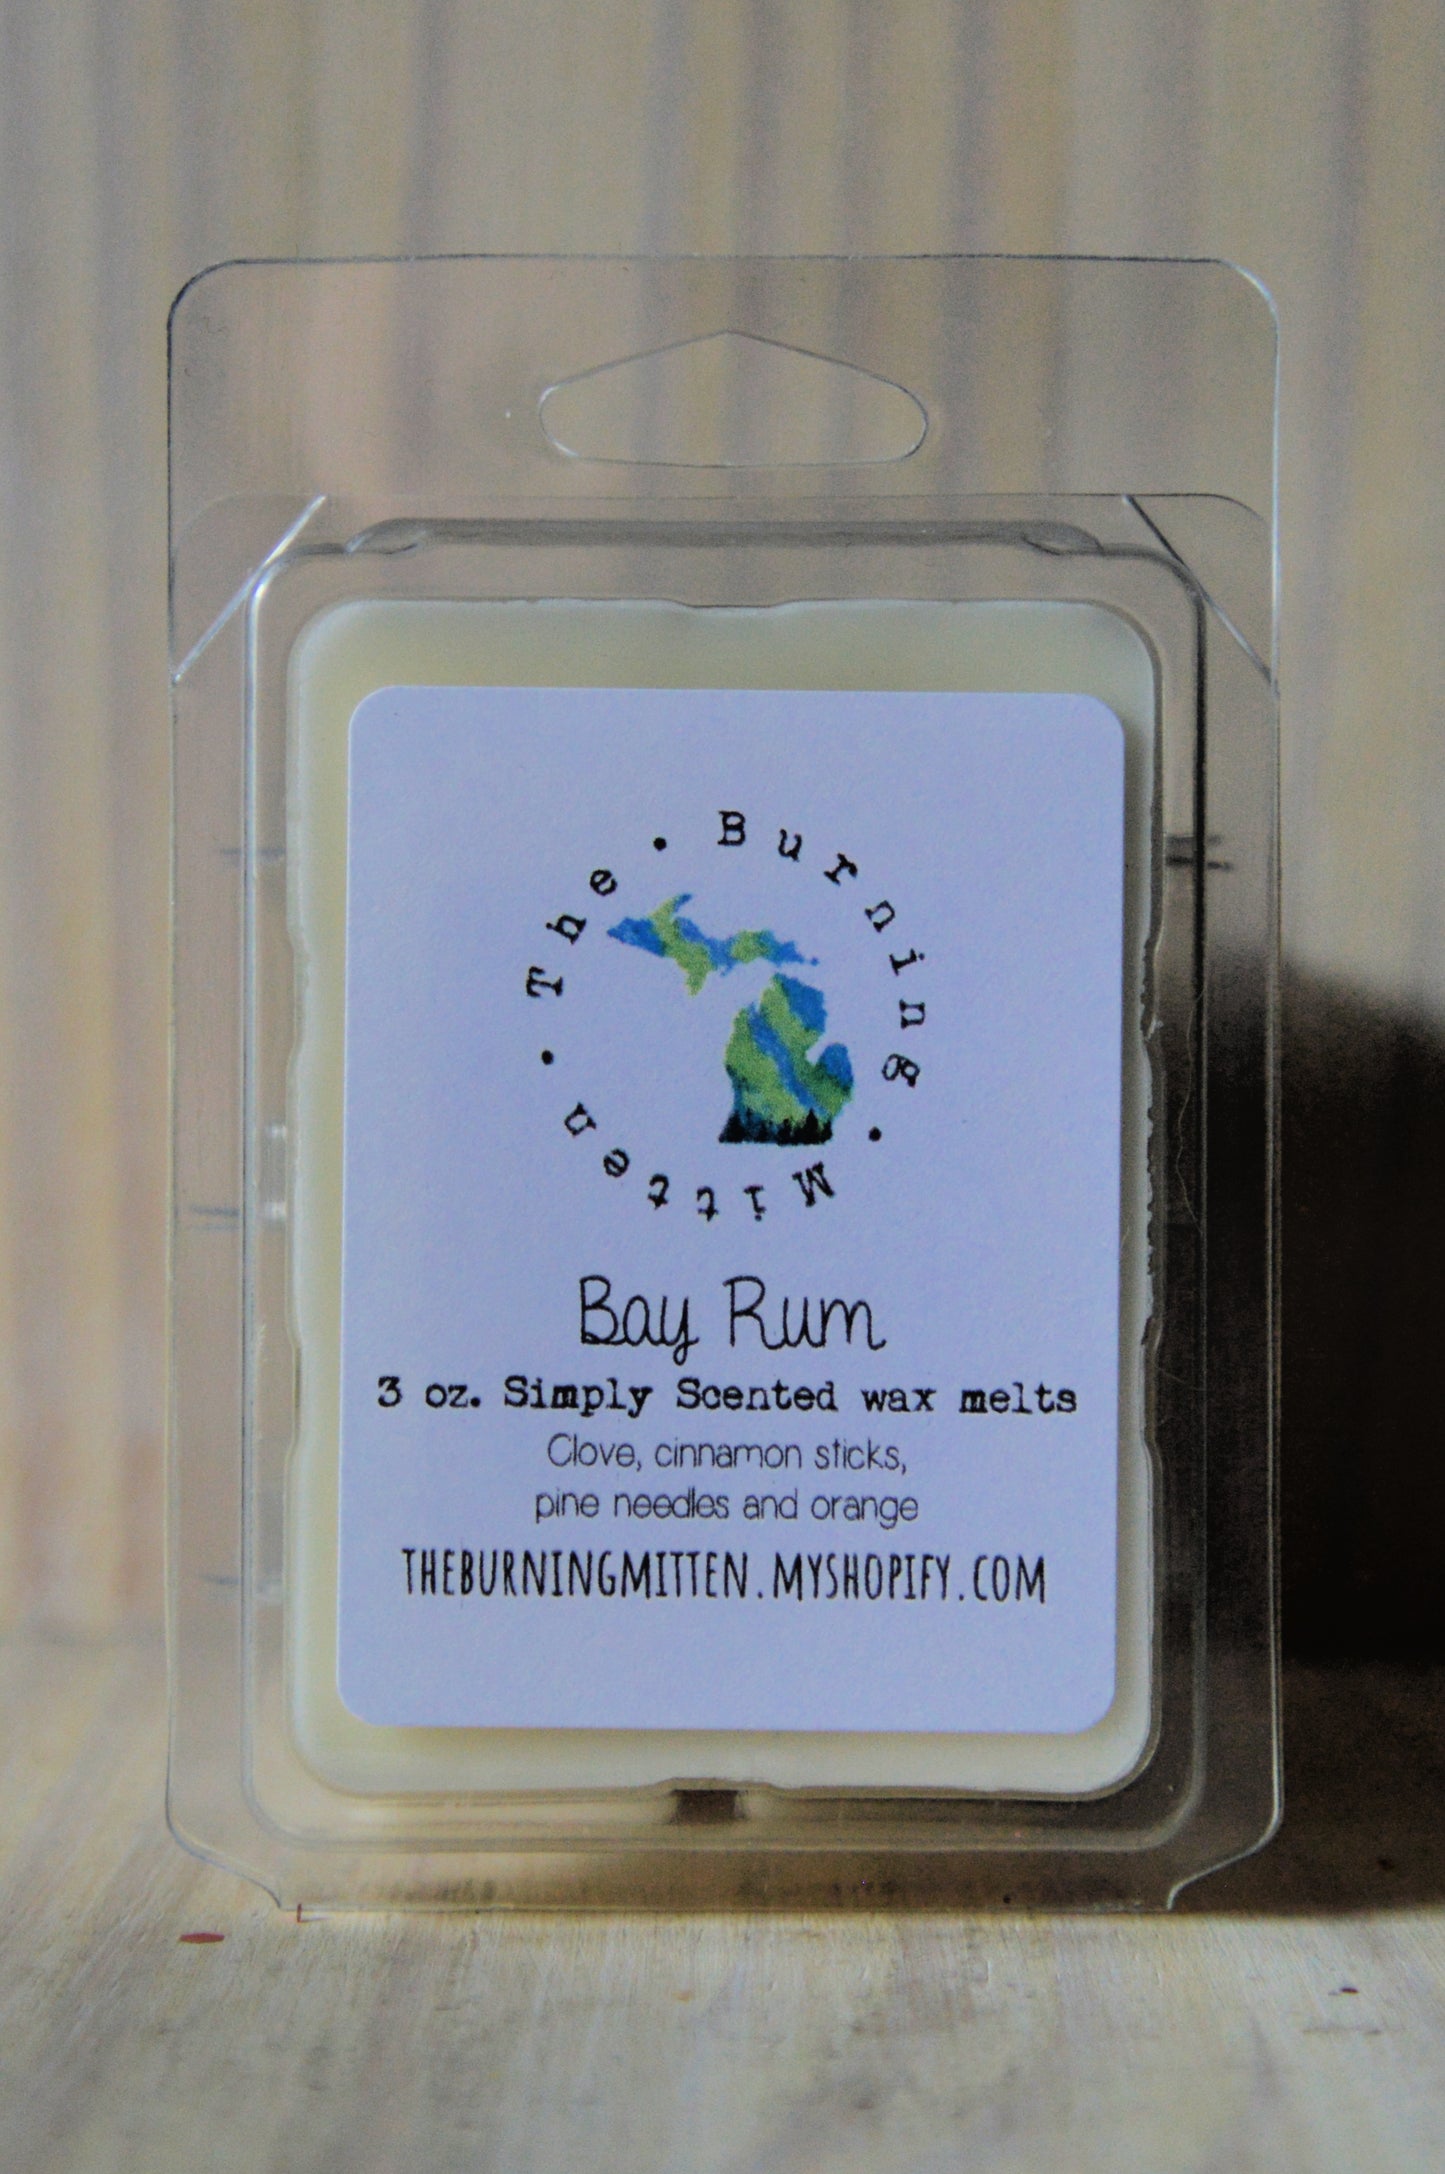 The • Burning • Mitten •
Bay Rum
3 oz. Simply Scented wax melts
Clove, cinnamon sticks,
pine needles and orange
THEBURNINGMITTEN.MYSHOPIFY.COM